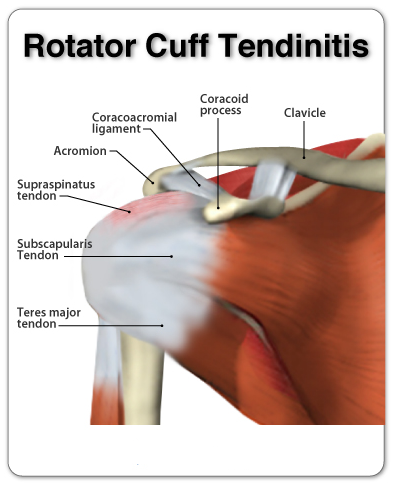 Rotator Cuff Tendinitis
Coracoid
process
Coracoacromial
ligament
Clavicle
Acromion
Supraspinatus
tendon
Subscapularis
Tendon
Teres major
tendon